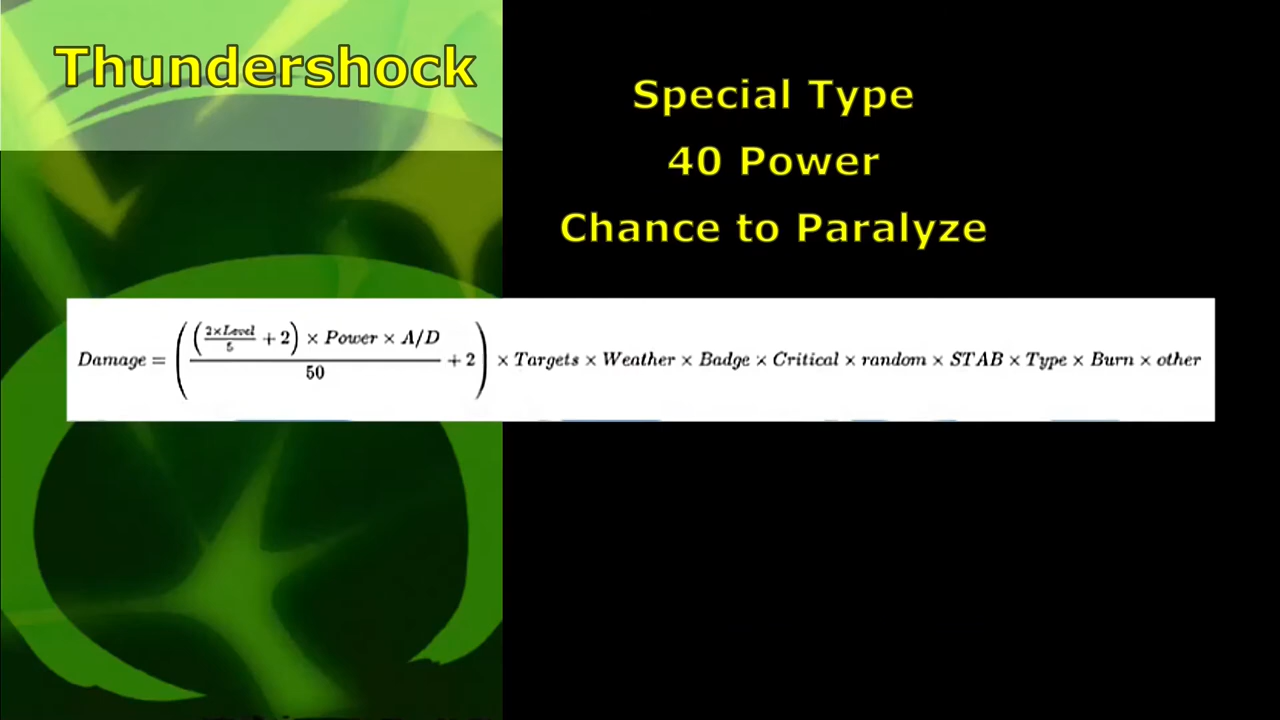 Thundershock
Special Type
40 Power
Chance to Paralyze
Damage = (((2×Level/5 + 2) × Power × A/D)/50 + 2) × Targets × Weather × Badge × Critical × random × STAB × Type × Burn × other